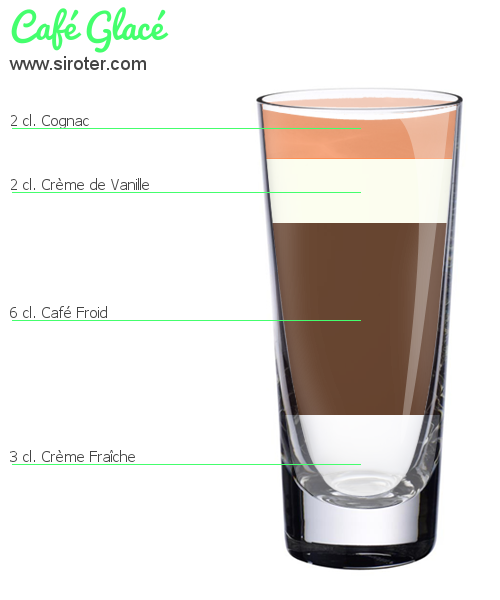 Café Glacé
www.siroter.com
2 cl. Cognac
2 cl. Crème de Vanille
6 cl. Café Froid
3 cl. Crème Fraîche